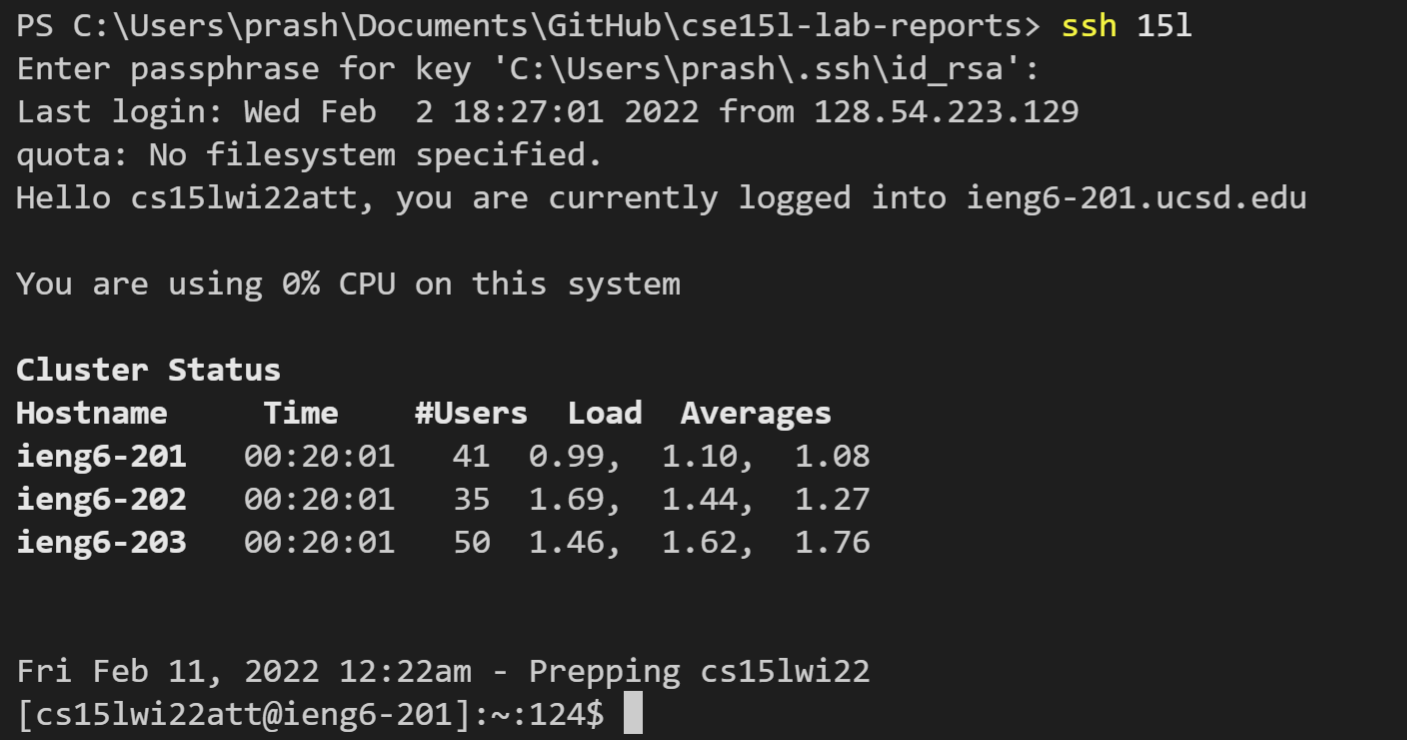 PS C:\Users\prash\Documents\GitHub\cse15l-lab-reports> ssh 15l
Enter passphrase for key 'C:\Users\prash\.ssh\id_rsa':
Last login: Wed Feb  2 18:27:01 2022 from 128.54.223.129
quota: No filesystem specified.
Hello cs15lwi22att, you are currently logged into ieng6-201.ucsd.edu
You are using 0% CPU on this system
Cluster Status
Hostname     Time    #Users  Load  Averages
ieng6-201   00:20:01   41  0.99,  1.10,  1.08
ieng6-202   00:20:01   35  1.69,  1.44,  1.27
ieng6-203   00:20:01   50  1.46,  1.62,  1.76
Fri Feb 11, 2022 12:22am - Prepping cs15lwi22
[cs15lwi22att@ieng6-201]:~:124$